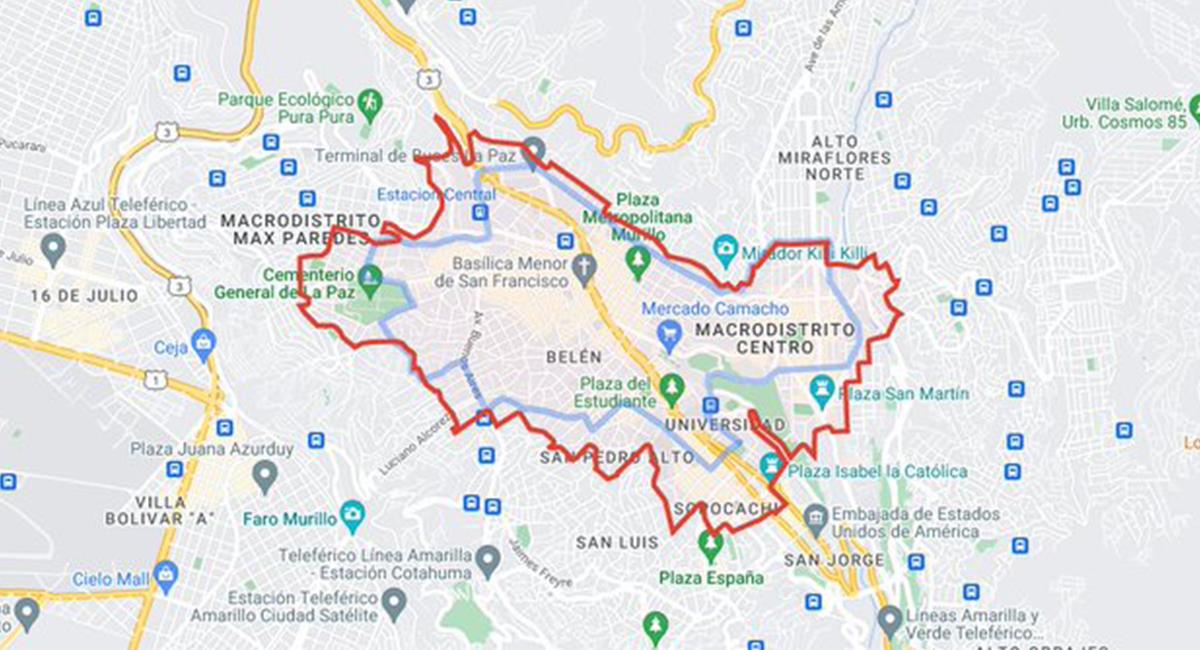 3
Parque Ecológico
Pura Pura
Ave de las Am
Villa Salomé,
Urb. Cosmos 85
3
Pucarani
Terminal de Buses La Paz
ALTO
MIRAFLORES
NORTE
Línea Azul Teleférico -
Estación Plaza Libertad
Estación Central
Plaza
Metropolitana
Murillo
MACRODISTRITO
MAX PAREDES
Julio
Basílica Menor
de San Francisco
Mirador Killi Killi
Cementerio
General de La Paz
3
16 DE JULIO
Mercado Camacho
MACRODISTRITO
CENTRO
Av. Buenos Aires
Ceja
BELÉN
1
Plaza del
Estudiante
Plaza San Martín
Luciano Alcorez
UNIVERSIDAD
Plaza Juana Azurduy
SAN PEDRO ALTO
Plaza Isabel la Católica
Lo
VILLA
BOLIVAR "A"
Faro Murillo
SOPOCACHI
Embajada de Estados
Unidos de América
SAN LUIS
Jaimes Freyre
SAN JORGE
Teleférico Línea Amarilla
- Estación Cotahuma
Plaza España
Cielo Mall
Estación Teleférico
Amarillo Ciudad Satélite
Líneas Amarilla y
Verde Teleférico...
ALTO OBRAJES